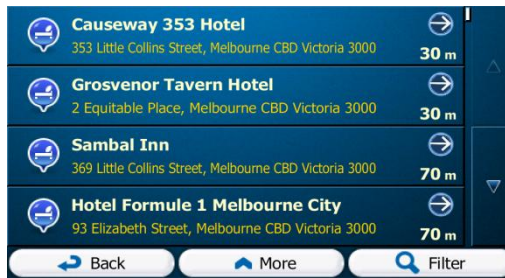 Causeway 353 Hotel
353 Little Collins Street, Melbourne CBD Victoria 3000
30 m
Grosvenor Tavern Hotel
2 Equitable Place, Melbourne CBD Victoria 3000
30 m
Sambal Inn
369 Little Collins Street, Melbourne CBD Victoria 3000
70 m
Hotel Formule 1 Melbourne City
93 Elizabeth Street, Melbourne CBD Victoria 3000
70 m
Back
More
Filter